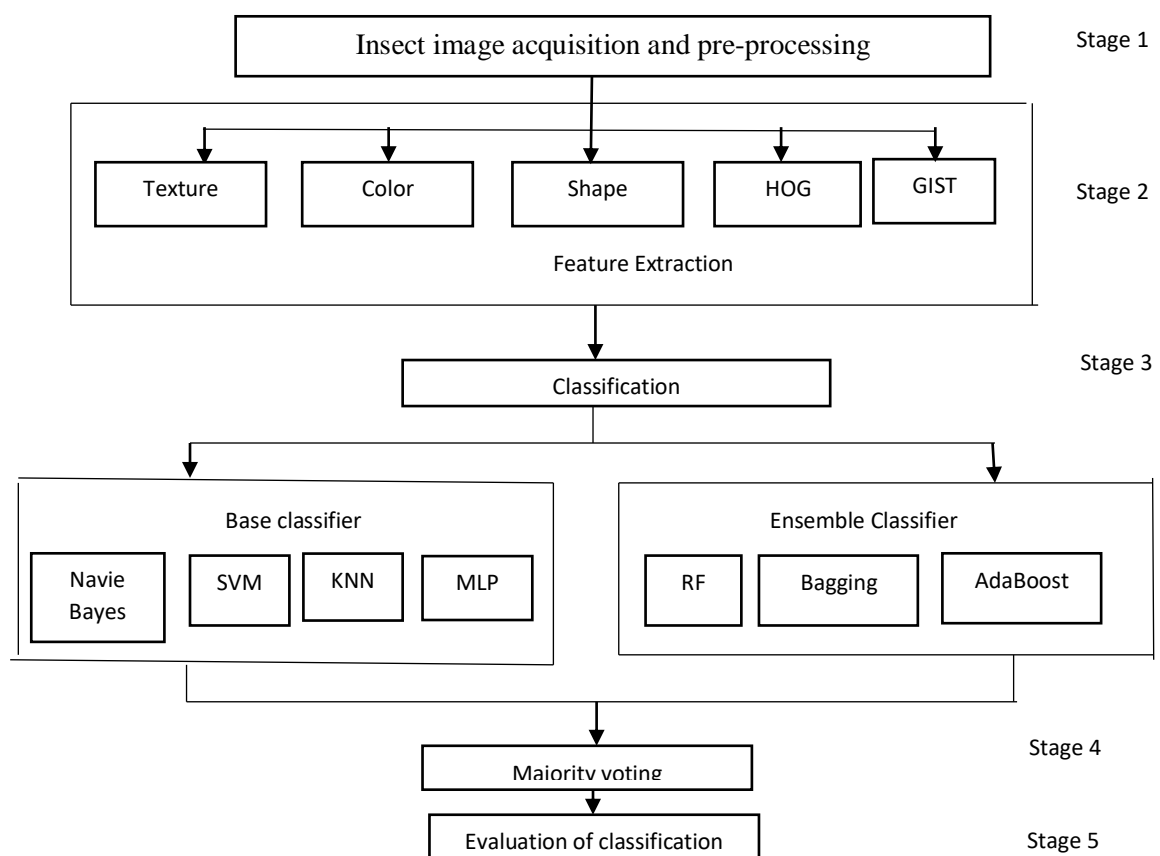 Insect image acquisition and pre-processing
Stage 1
Texture
Color
Shape
HOG
GIST
Stage 2
Feature Extraction
Stage 3
Classification
Base classifier
Ensemble Classifier
Navie
Bayes
SVM
KNN
MLP
RF
Bagging
AdaBoost
Stage 4
Majority voting
Evaluation of classification
Stage 5